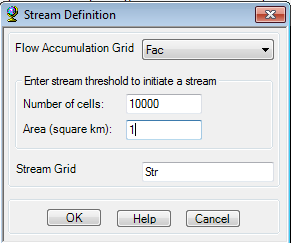 Stream Definition
Flow Accumulation Grid Fac
Enter stream threshold to initiate a stream
Number of cells: 10000
Area (square km): 1
Stream Grid Str
OK Help Cancel